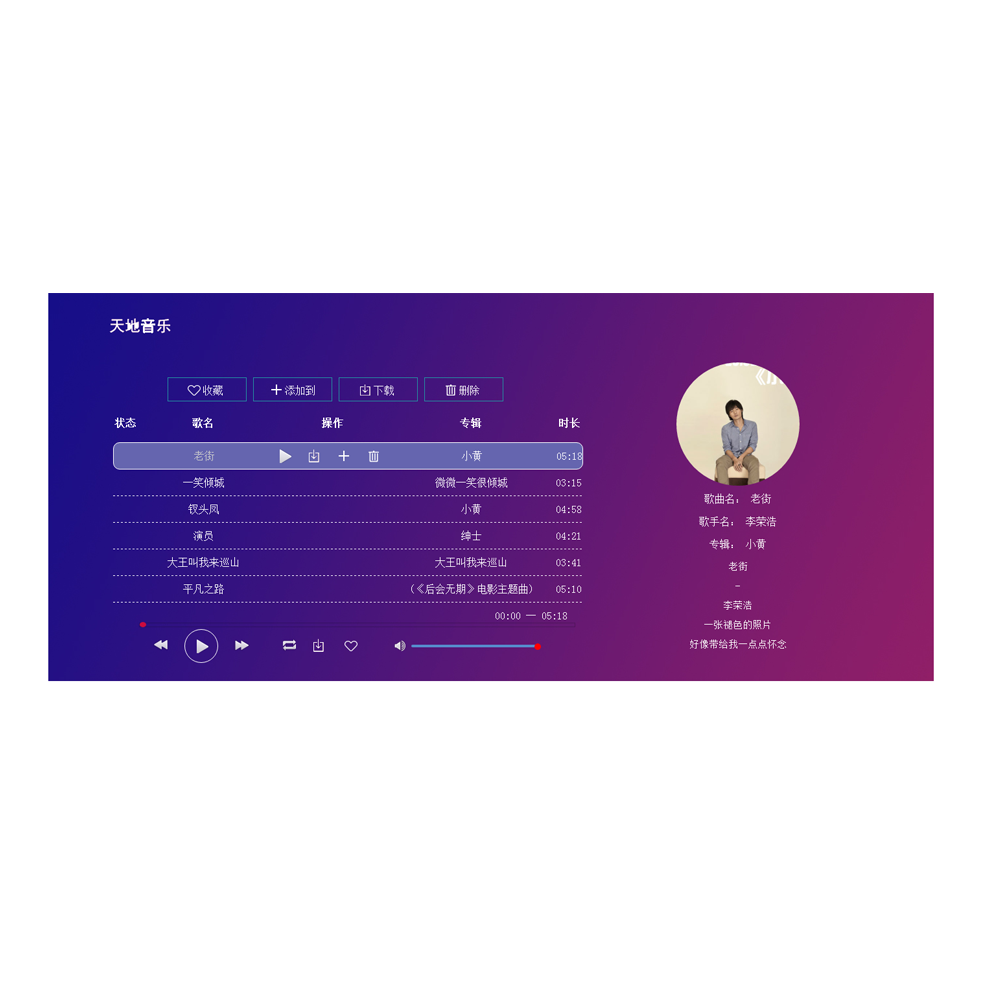 天地音乐
收藏 添加到 下载 删除
状态 歌名 操作 专辑 时长
老街 小黄 05:18
一笑倾城 微微一笑很倾城 03:15
钗头凤 小黄 04:58
演员 绅士 04:21
大王叫我来巡山 大王叫我来巡山 03:41
平凡之路 （《后会无期》电影主题曲） 05:10
00:00 一 05:18
歌曲名： 老街
歌手名： 李荣浩
专辑： 小黄
老街
–
李荣浩
一张褪色的照片
好像带给我一点点怀念